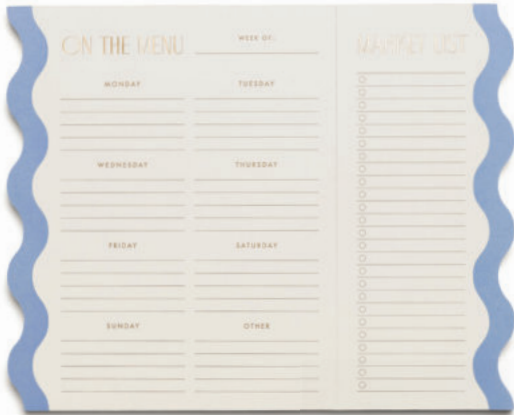 ON THE MENU
WEEK OF:
MARKET LIST
MONDAY
TUESDAY
WEDNESDAY
THURSDAY
FRIDAY
SATURDAY
SUNDAY
OTHER